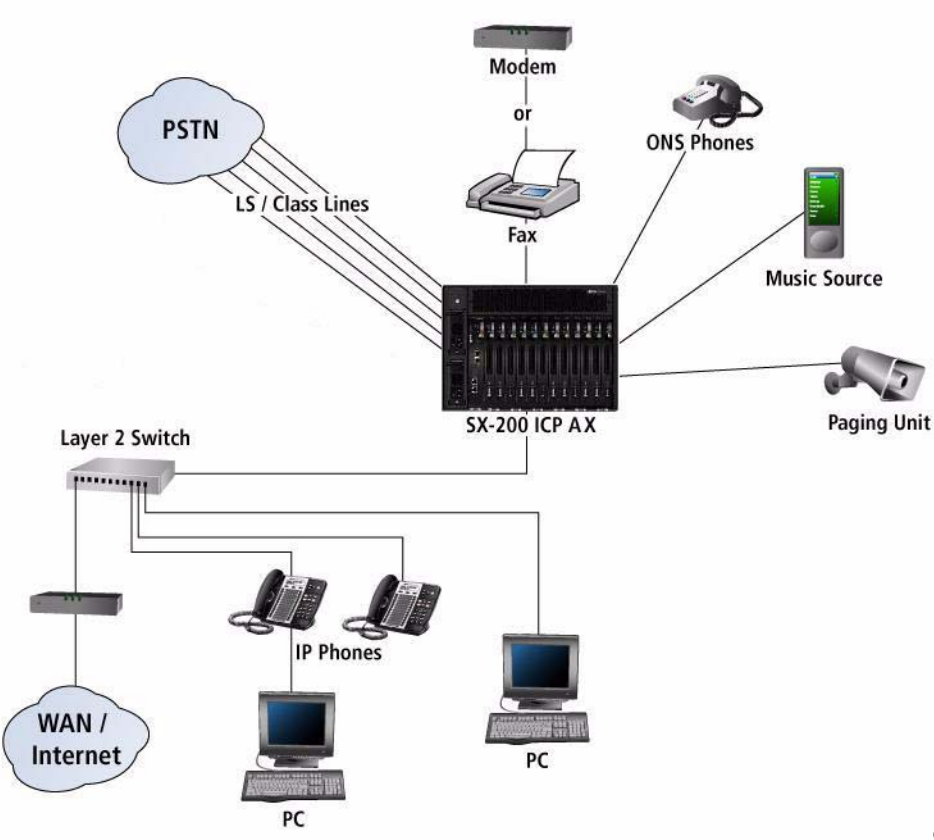 Modem
or
PSTN
ONS Phones
LS / Class Lines
Fax
Music Source
SX-200 ICP AX
Paging Unit
Layer 2 Switch
IP Phones
WAN /
Internet
PC
PC